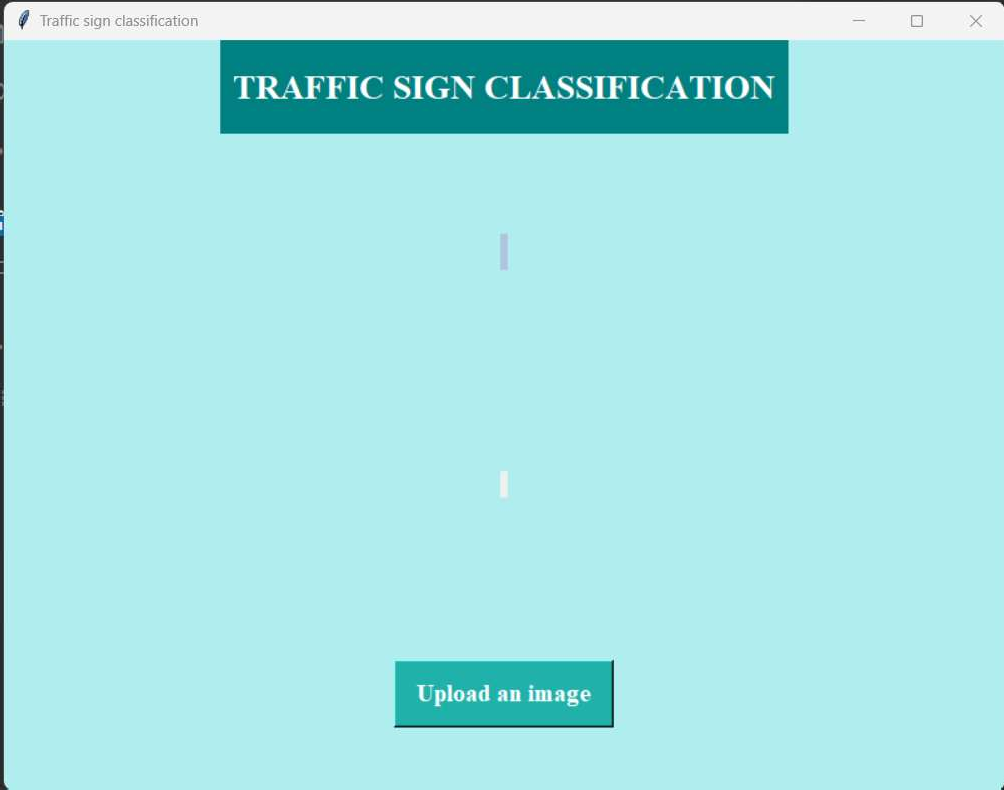 Traffic sign classification
TRAFFIC SIGN CLASSIFICATION
Upload an image